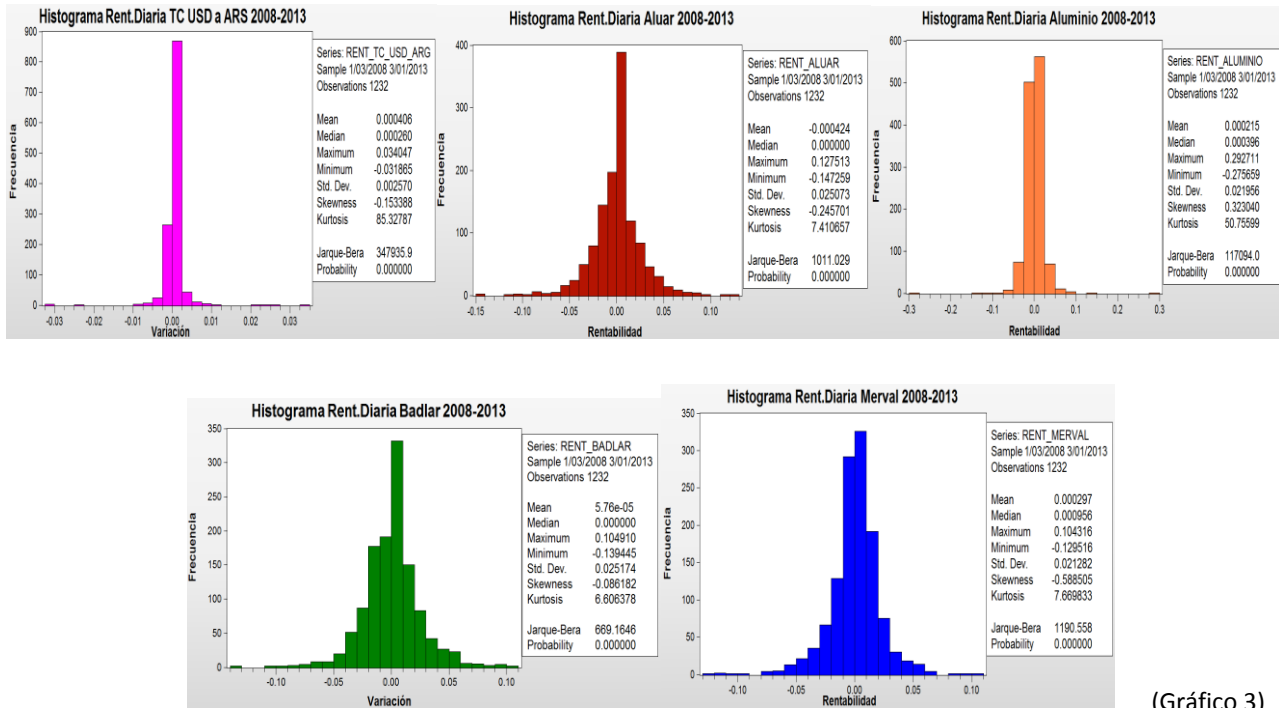 Histograma Rent.Diaria TC USD a ARS 2008-2013
Frecuencia
900
800
700
600
500
400
300
200
100
0
-0.03 -0.02 -0.01 0.00 0.01 0.02 0.03
Variación
Series: RENT_TC_USD_ARG
Sample 1/03/2008 3/01/2013
Observations 1232
Mean 0.000406
Median 0.000260
Maximum 0.034047
Minimum -0.031865
Std. Dev. 0.002570
Skewness -0.153388
Kurtosis 85.32787
Jarque-Bera 347935.9
Probability 0.000000
Histograma Rent.Diaria Aluar 2008-2013
Frecuencia
400
300
200
100
0
-0.15 -0.10 -0.05 0.00 0.05 0.10
Rentabilidad
Series: RENT_ALUAR
Sample 1/03/2008 3/01/2013
Observations 1232
Mean -0.000424
Median 0.000000
Maximum 0.127513
Minimum -0.147259
Std. Dev. 0.025073
Skewness -0.245701
Kurtosis 7.410657
Jarque-Bera 1011.029
Probability 0.000000
Histograma Rent.Diaria Aluminio 2008-2013
Frecuencia
600
500
400
300
200
100
0
-0.3 -0.2 -0.1 0.0 0.1 0.2 0.3
Rentabilidad
Series: RENT_ALUMINIO
Sample 1/03/2008 3/01/2013
Observations 1232
Mean 0.000215
Median 0.000396
Maximum 0.292711
Minimum -0.275659
Std. Dev. 0.021956
Skewness 0.323040
Kurtosis 50.75599
Jarque-Bera 117094.0
Probability 0.000000
Histograma Rent.Diaria Badlar 2008-2013
Frecuencia
350
300
250
200
150
100
50
0
-0.10 -0.05 0.00 0.05 0.10
Variación
Series: RENT_BADLAR
Sample 1/03/2008 3/01/2013
Observations 1232
Mean 5.76e-05
Median 0.000000
Maximum 0.104910
Minimum -0.139445
Std. Dev. 0.025174
Skewness -0.086182
Kurtosis 6.606378
Jarque-Bera 669.1646
Probability 0.000000
Histograma Rent.Diaria Merval 2008-2013
Frecuencia
350
300
250
200
150
100
50
0
-0.10 -0.05 0.00 0.05 0.10
Rentabilidad
Series: RENT_MERVAL
Sample 1/03/2008 3/01/2013
Observations 1232
Mean 0.000297
Median 0.000956
Maximum 0.104316
Minimum -0.129516
Std. Dev. 0.021282
Skewness -0.588505
Kurtosis 7.669833
Jarque-Bera 1190.558
Probability 0.000000
(Gráfico 3)